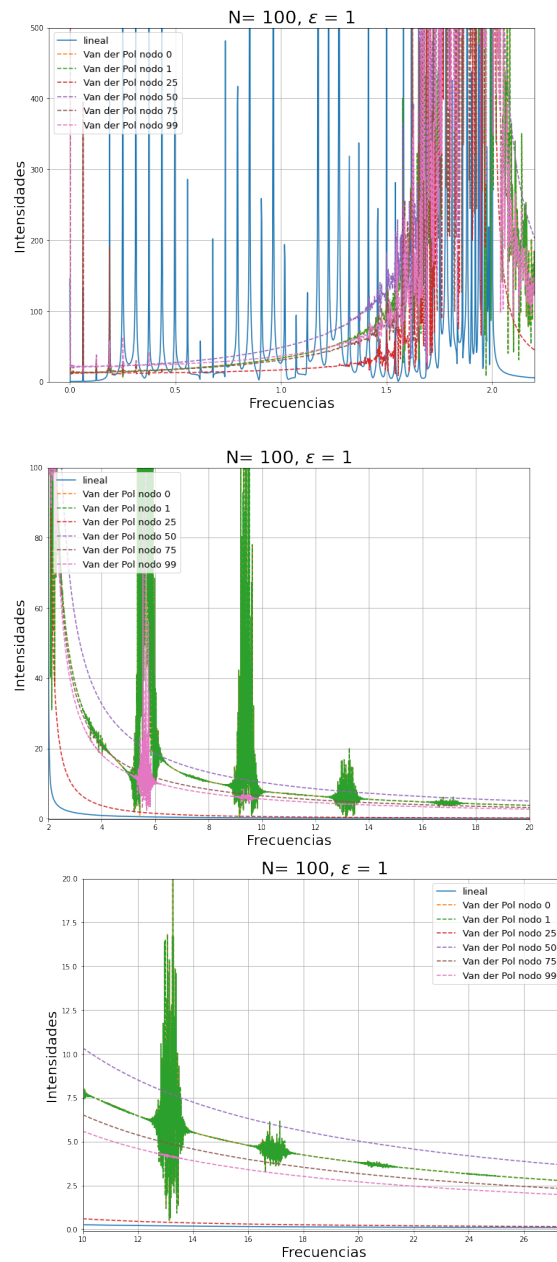 N= 100, ε = 1
500
400
300
200
100
0
Intensidades
lineal
Van der Pol nodo 0
Van der Pol nodo 1
Van der Pol nodo 25
Van der Pol nodo 50
Van der Pol nodo 75
Van der Pol nodo 99
0.0 0.5 1.0 1.5 2.0
Frecuencias
N= 100, ε = 1
100
80
60
40
20
0
Intensidades
lineal
Van der Pol nodo 0
Van der Pol nodo 1
Van der Pol nodo 25
Van der Pol nodo 50
Van der Pol nodo 75
Van der Pol nodo 99
2 4 6 8 10 12 14 16 18 20
Frecuencias
N= 100, ε = 1
20.0
17.5
15.0
12.5
10.0
7.5
5.0
2.5
0.0
Intensidades
lineal
Van der Pol nodo 0
Van der Pol nodo 1
Van der Pol nodo 25
Van der Pol nodo 50
Van der Pol nodo 75
Van der Pol nodo 99
10 12 14 16 18 20 22 24 26
Frecuencias